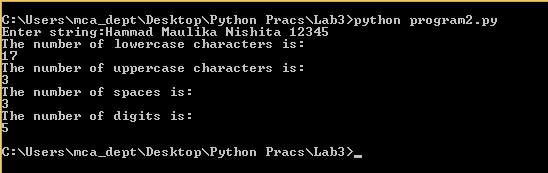 C:\Users\mca_dept\Desktop\Python Pracs\Lab3>python program2.py
Enter string:Hammad Maulika Nishita 12345
The number of lowercase characters is:
17
The number of uppercase characters is:
3
The number of spaces is:
3
The number of digits is:
5
C:\Users\mca_dept\Desktop\Python Pracs\Lab3>_